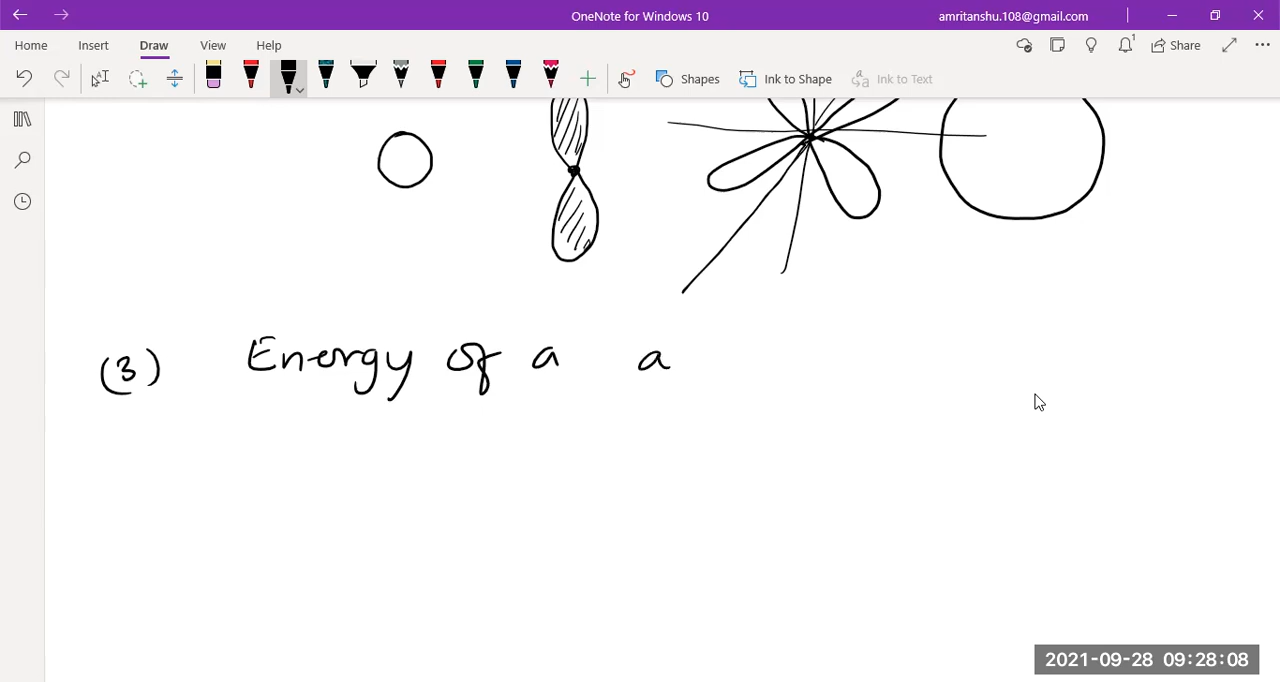 OneNote for Windows 10
amritanshu.108@gmail.com
Home Insert Draw View Help
1 Share
Shapes Ink to Shape Ink to Text
(3) Energy of a a
2021-09-28 09:28:08